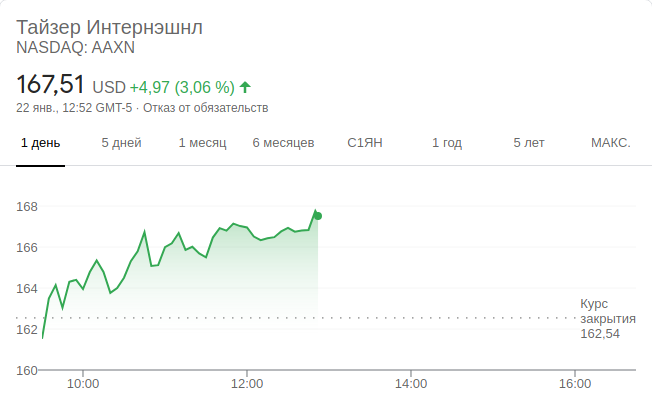 Тайзер Интернэшнл
NASDAQ: AAXN
167,51 USD +4,97 (3,06 %)
22 янв., 12:52 GMT-5 · Отказ от обязательств
1 день 5 дней 1 месяц 6 месяцев С1ЯН 1 год 5 лет МАКС.
168
166
164
162
160
Курс
закрытия
162,54
10:00 12:00 14:00 16:00